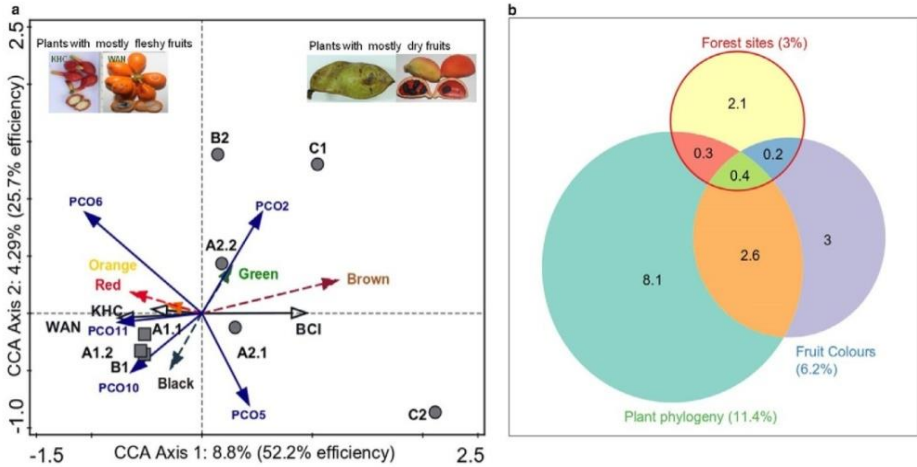 a
b
2.5
Plants with mostly fleshy fruits
KHC
WAN
Plants with mostly dry fruits
B2
C1
PCO6
PCO2
A2.2
Orange
Green
Red
Brown
KHC
WAN
PCO11
A1.1
BCI
A1.2
A2.1
B1
PCO10
Black
PCO5
C2
CCA Axis 2: 4.29% (25.7% efficiency)
-1.0
-1.5
CCA Axis 1: 8.8% (52.2% efficiency)
2.5
Forest sites (3%)
2.1
0.3
0.2
0.4
2.6
3
8.1
Fruit Colours
(6.2%)
Plant phylogeny (11.4%)